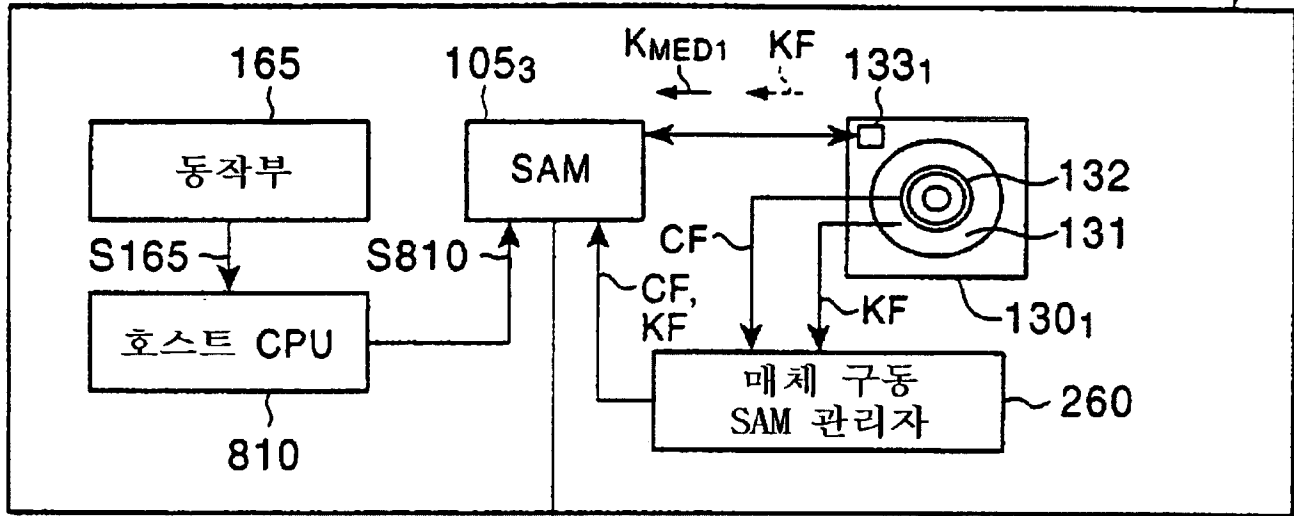 165
105₃
K_MED1
KF
133₁
동작부
SAM
132
131
S165
S810
CF
CF,
KF
KF
130₁
호스트 CPU
매체 구동
SAM 관리자
260
810